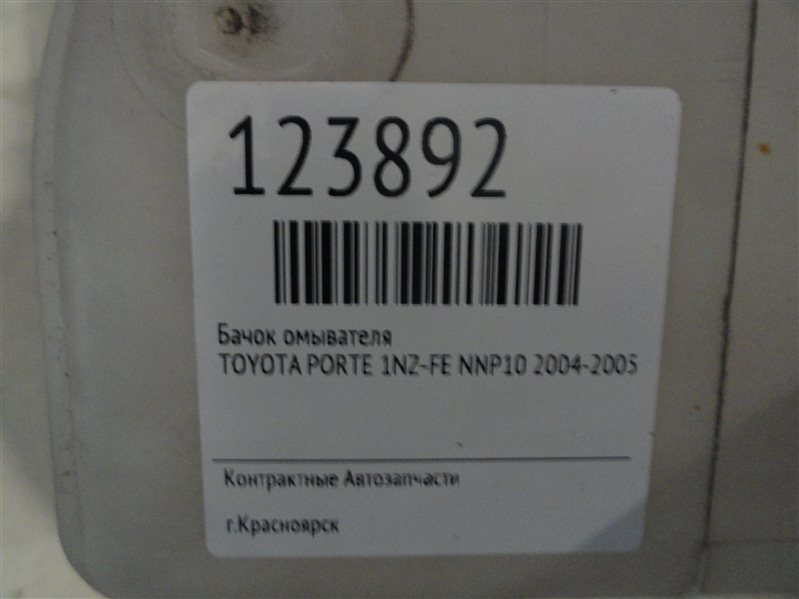 123892
Бачок омывателя
TOYOTA PORTE 1NZ-FE NNP10 2004-2005
Контрактные Автозапчасти
г.Красноярск